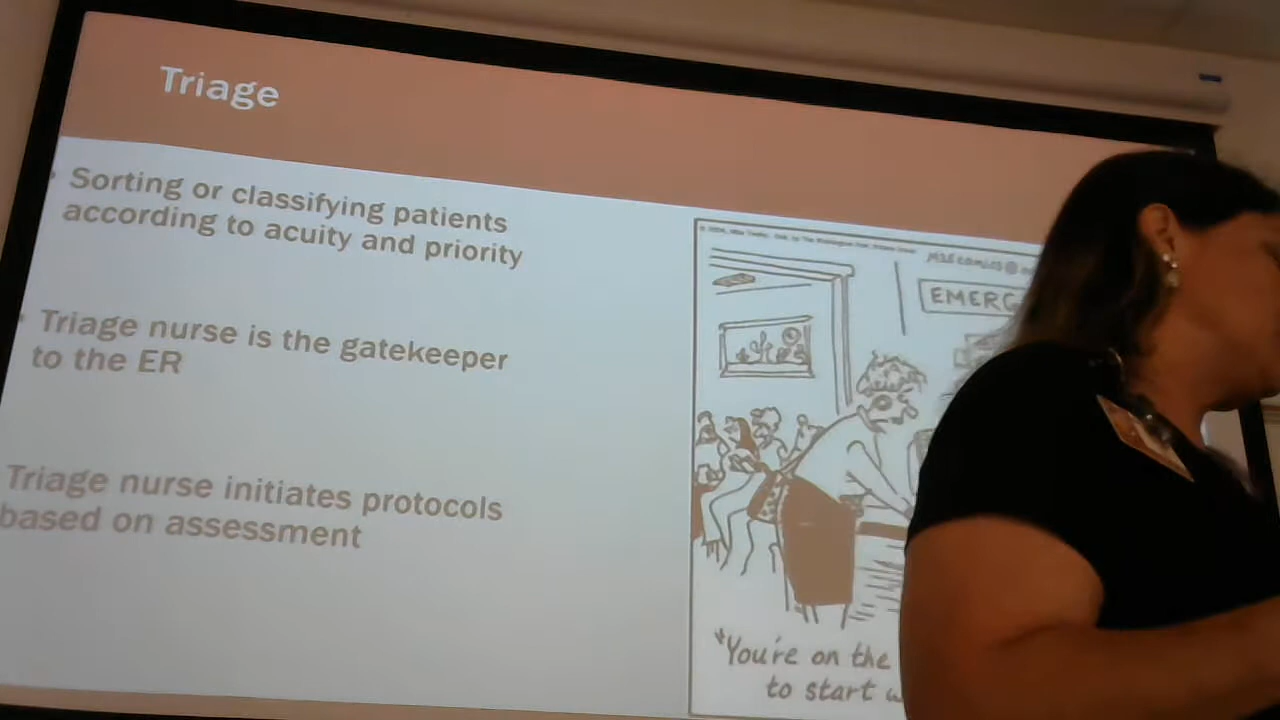 Triage
Sorting or classifying patients
according to acuity and priority
Triage nurse is the gatekeeper
to the ER
Triage nurse initiates protocols
based on assessment
EMERG
"You're on the
to start